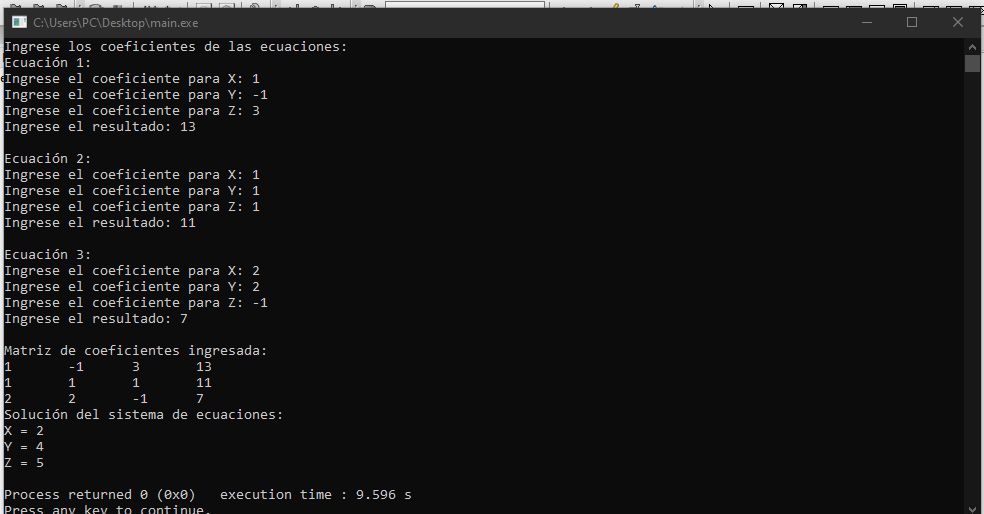 C:\Users\PC\Desktop\main.exe
Ingrese los coeficientes de las ecuaciones:
Ecuación 1:
Ingrese el coeficiente para X: 1
Ingrese el coeficiente para Y: -1
Ingrese el coeficiente para Z: 3
Ingrese el resultado: 13
Ecuación 2:
Ingrese el coeficiente para X: 1
Ingrese el coeficiente para Y: 1
Ingrese el coeficiente para Z: 1
Ingrese el resultado: 11
Ecuación 3:
Ingrese el coeficiente para X: 2
Ingrese el coeficiente para Y: 2
Ingrese el coeficiente para Z: -1
Ingrese el resultado: 7
Matriz de coeficientes ingresada:
1 -1 3 13
1 1 1 11
2 2 -1 7
Solución del sistema de ecuaciones:
X = 2
Y = 4
Z = 5
Process returned 0 (0x0) execution time : 9.596 s
Press any key to continue.